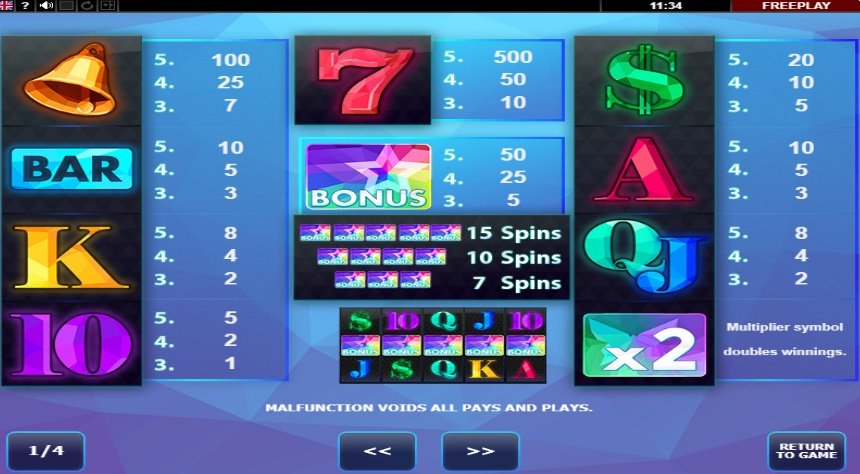 ? 11:34 FREEPLAY
5. 100
4. 25
3. 7
7
5. 500
4. 50
3. 10
$
5. 20
4. 10
3. 5
BAR
5. 10
4. 5
3. 3
BONUS
5. 50
4. 25
3. 5
A
5. 10
4. 5
3. 3
K
5. 8
4. 4
3. 2
BONUS BONUS BONUS BONUS BONUS 15 Spins
BONUS BONUS BONUS BONUS 10 Spins
BONUS BONUS BONUS 7 Spins
QJ
5. 8
4. 4
3. 2
10
5. 5
4. 2
3. 1
$ 10 Q J 10
BONUS BONUS BONUS BONUS BONUS
J $ Q K A
x2
Multiplier symbol
doubles winnings.
MALFUNCTION VOIDS ALL PAYS AND PLAYS.
1/4
<<
>>
RETURN
TO GAME